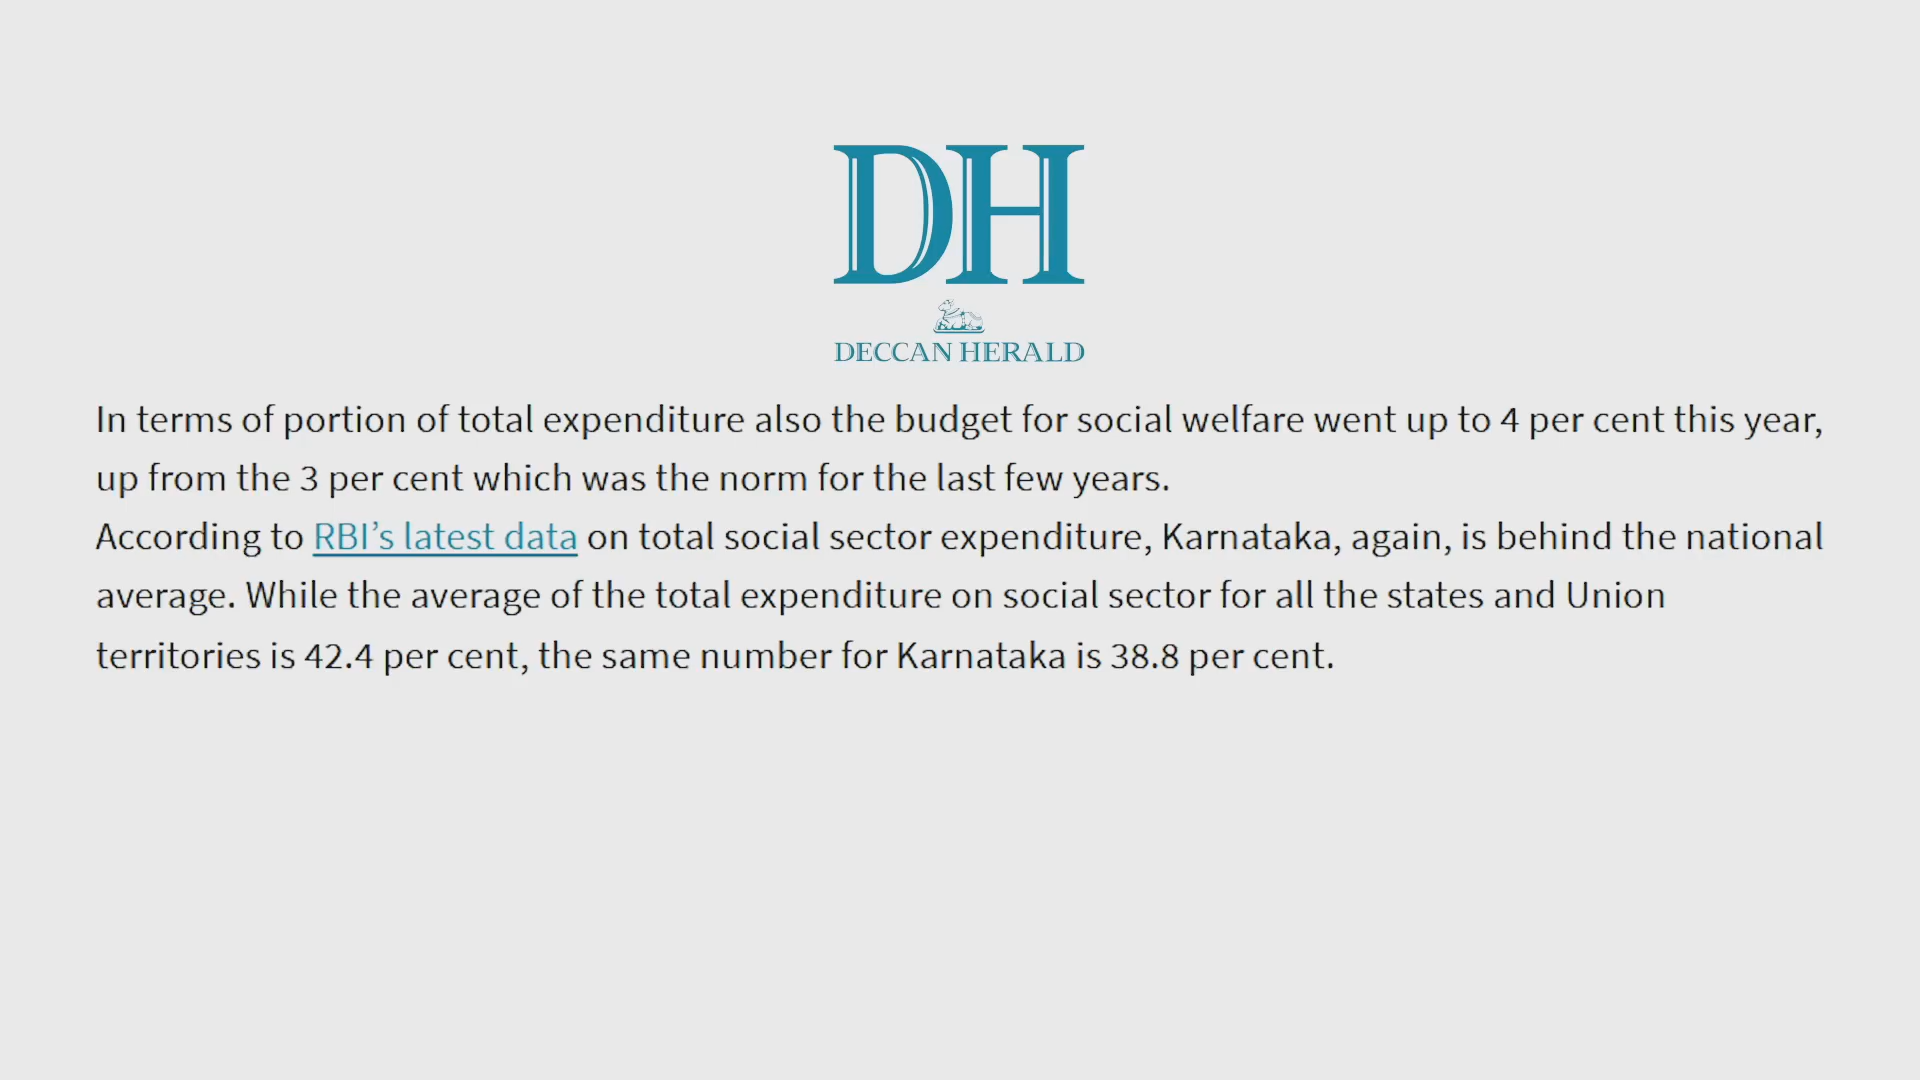 DH
DECCAN HERALD
In terms of portion of total expenditure also the budget for social welfare went up to 4 per cent this year,
up from the 3 per cent which was the norm for the last few years.
According to RBI’s latest data on total social sector expenditure, Karnataka, again, is behind the national
average. While the average of the total expenditure on social sector for all the states and Union
territories is 42.4 per cent, the same number for Karnataka is 38.8 per cent.